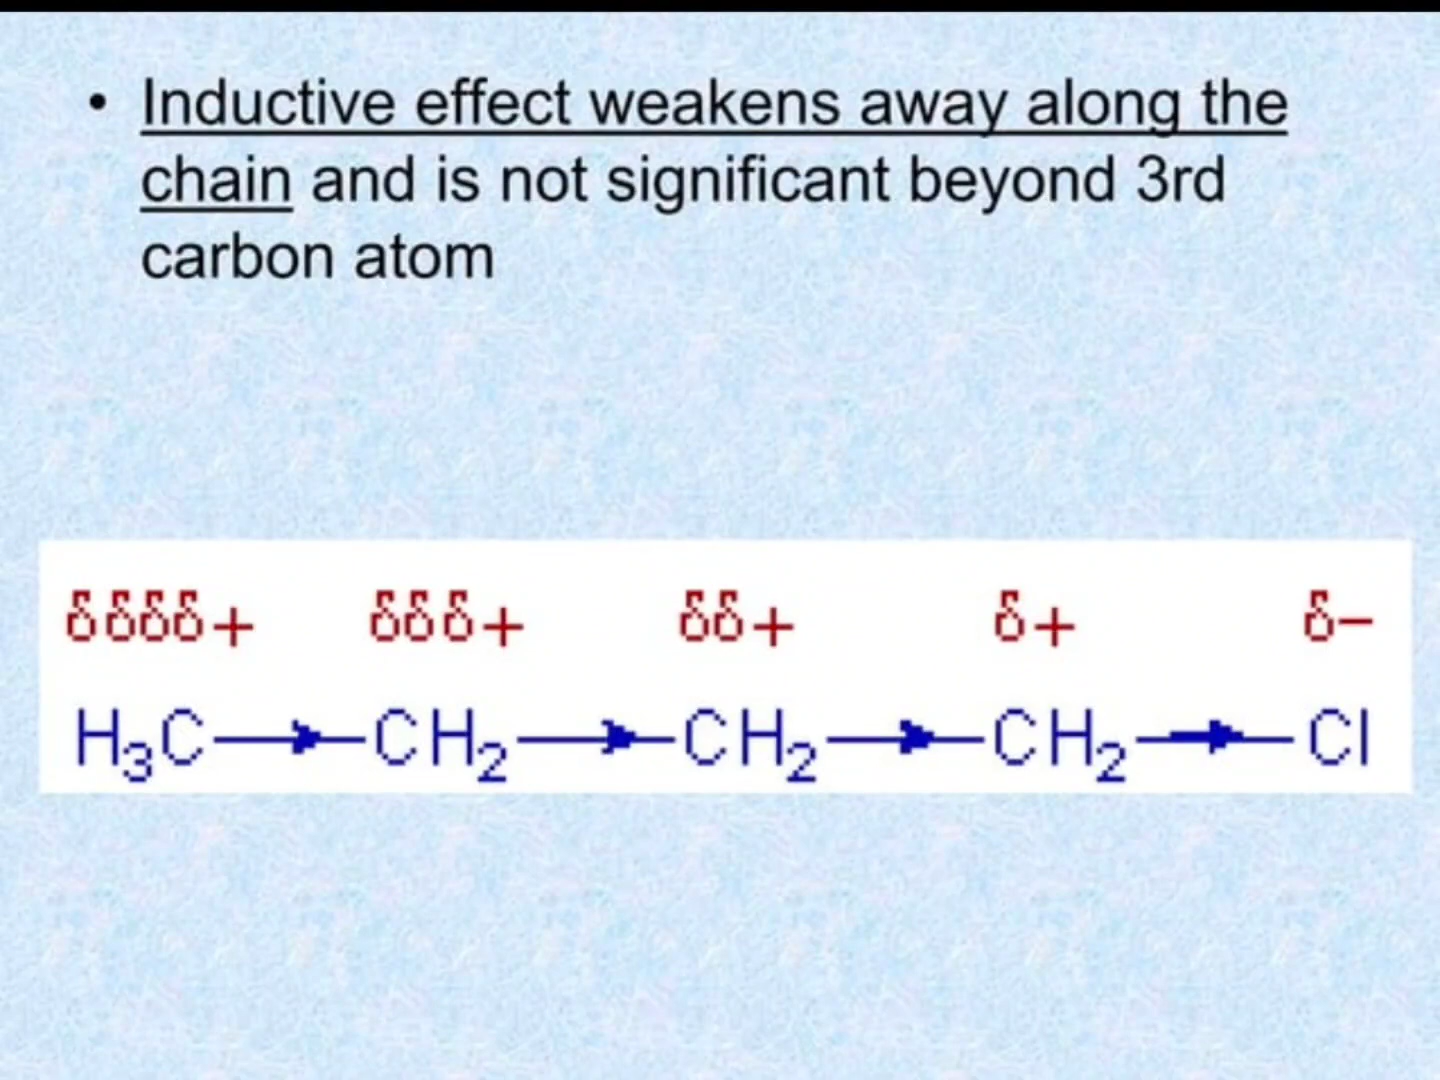 • Inductive effect weakens away along the
chain and is not significant beyond 3rd
carbon atom
δδδδ+ δδδ+ δδ+ δ+ δ−
H₃C—CH₂—CH₂—CH₂—Cl